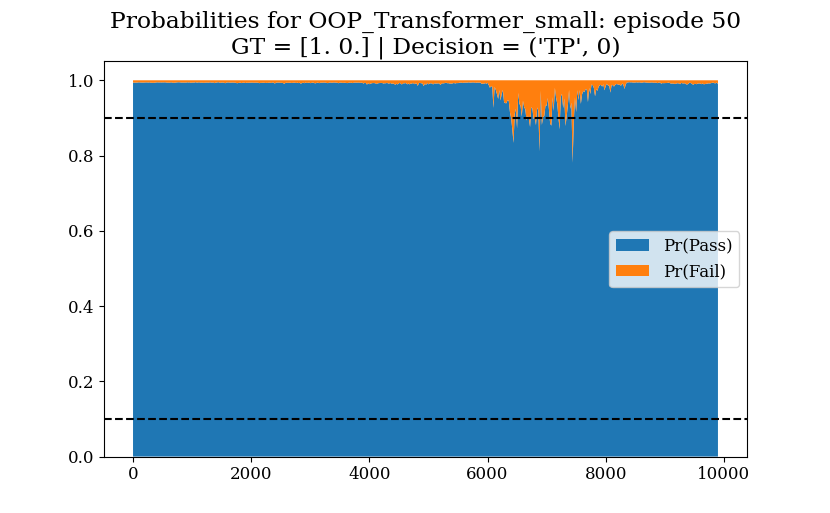 Probabilities for OOP_Transformer_small: episode 50
GT = [1. 0.] | Decision = ('TP', 0)
1.0
0.8
0.6
0.4
0.2
0.0
Pr(Pass)
Pr(Fail)
0 2000 4000 6000 8000 10000